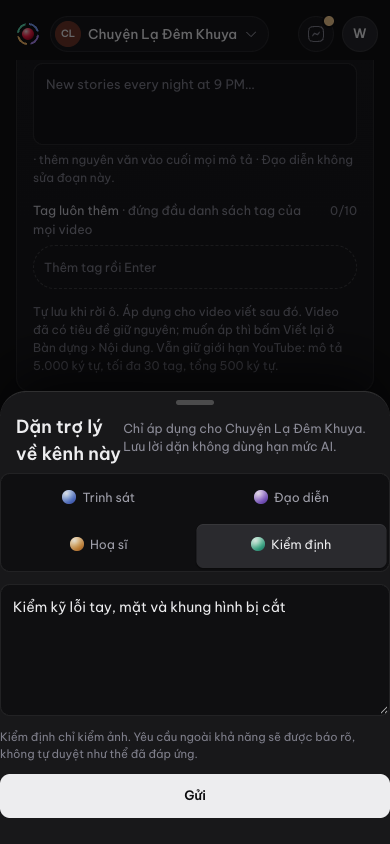 CL Chuyện Lạ Đêm Khuya W
New stories every night at 9 PM...
· thêm nguyên văn vào cuối mọi mô tả · Đạo diễn không
sửa đoạn này.
Tag luôn thêm · đứng đầu danh sách tag của 0/10
mọi video
Thêm tag rồi Enter
Tự lưu khi rời ô. Áp dụng cho video viết sau đó. Video
đã có tiêu đề giữ nguyên; muốn áp thì bấm Viết lại ở
Bàn dựng › Nội dung. Vẫn giữ giới hạn YouTube: mô tả
5.000 ký tự, tối đa 30 tag, tổng 500 ký tự.
Dặn trợ lý
về kênh này
Chỉ áp dụng cho Chuyện Lạ Đêm Khuya.
Lưu lời dặn không dùng hạn mức AI.
Trinh sát
Đạo diễn
Hoạ sĩ
Kiểm định
Kiểm kỹ lỗi tay, mặt và khung hình bị cắt
Kiểm định chỉ kiểm ảnh. Yêu cầu ngoài khả năng sẽ được báo rõ,
không tự duyệt như thể đã đáp ứng.
Gửi